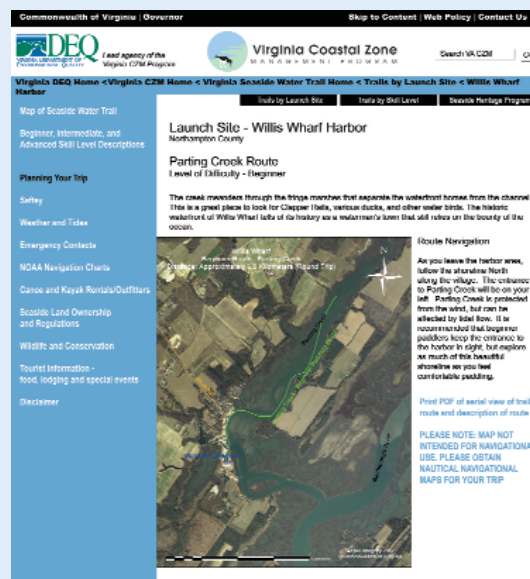 Commonwealth of Virginia | Governor
Skip to Content | Web Policy | Contact Us
DEQ
VIRGINIA DEPARTMENT OF
ENVIRONMENTAL QUALITY
Lead agency of the
Virginia CZM Program
Virginia Coastal Zone
MANAGEMENT PROGRAM
Search VA CZM
Virginia DEQ Home <Virginia CZM Home < Virginia Seaside Water Trail Home < Trails by Launch Site < Willis Wharf
Harbor
Trails by Launch Site
Trails by Skill Level
Seaside Heritage Program
Map of Seaside Water Trail
Beginner, Intermediate, and
Advanced Skill Level Descriptions
Planning Your Trip
Saftey
Weather and Tides
Emergency Contacts
NOAA Navigation Charts
Canoe and Kayak Rentals/Outfitters
Seaside Land Ownership
and Regulations
Wildlife and Conservation
Tourist Information -
food, lodging and special events
Disclaimer
Launch Site - Willis Wharf Harbor
Northampton County
Parting Creek Route
Level of Difficulty - Beginner
The creek meanders through the fringe marshes that separate the waterfront homes from the channel.
This is a great place to look for Clapper Rails, various ducks, and other water birds. The historic
waterfront of Willis Wharf tells of its history as a waterman's town that still relies on the bounty of the
ocean.
Willis Wharf
N
Route Navigation
As you leave the harbor area,
follow the shoreline North
along the village. The entrance
to Parting Creek will be on your
left. Parting Creek is protected
from the wind, but can be
affected by tidal flow. It is
recommended that beginner
paddlers keep the entrance to
the harbor in sight, but explore
as much of this beautiful
shoreline as you feel
comfortable paddling.
Print PDF of aerial view of trail
route and description of route
PLEASE NOTE: MAP NOT
INTENDED FOR NAVIGATIONA
USE. PLEASE OBTAIN
NAUTICAL NAVIGATIONAL
MAPS FOR YOUR TRIP